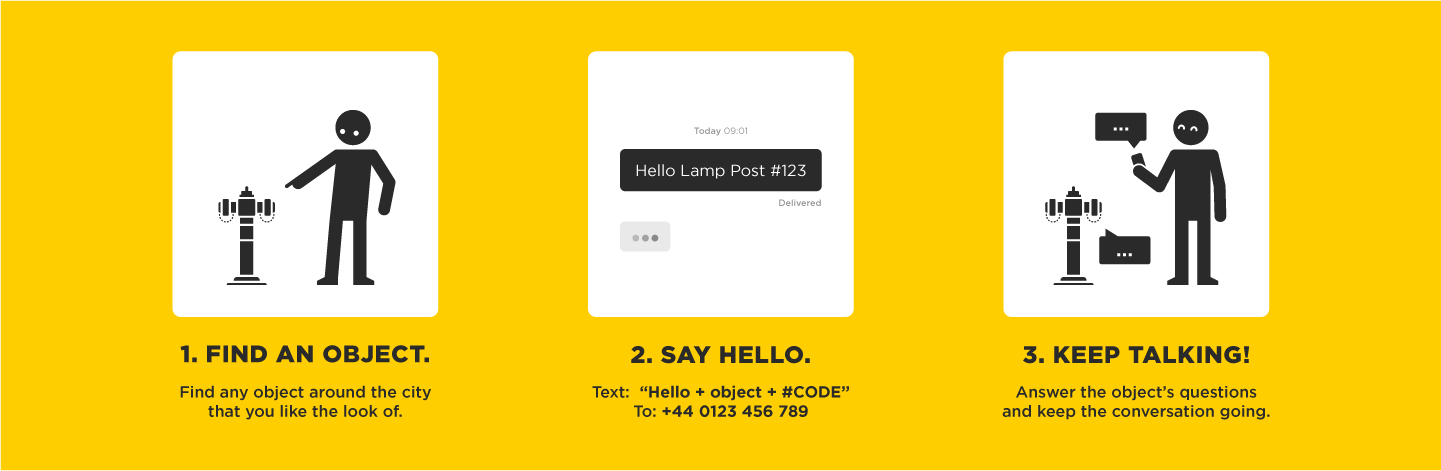 Today 09:01
Hello Lamp Post #123
Delivered
1. FIND AN OBJECT.
Find any object around the city
that you like the look of.
2. SAY HELLO.
Text: “Hello + object + #CODE”
To: +44 0123 456 789
3. KEEP TALKING!
Answer the object’s questions
and keep the conversation going.